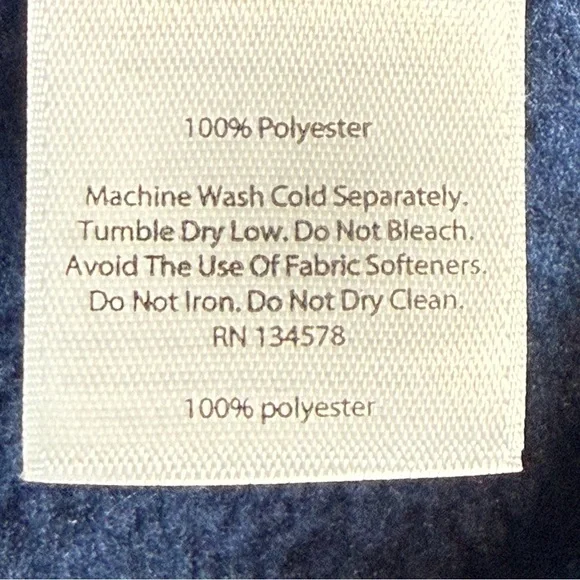 100% Polyester
Machine Wash Cold Separately.
Tumble Dry Low. Do Not Bleach.
Avoid The Use Of Fabric Softeners.
Do Not Iron. Do Not Dry Clean.
RN 134578
100% polyester